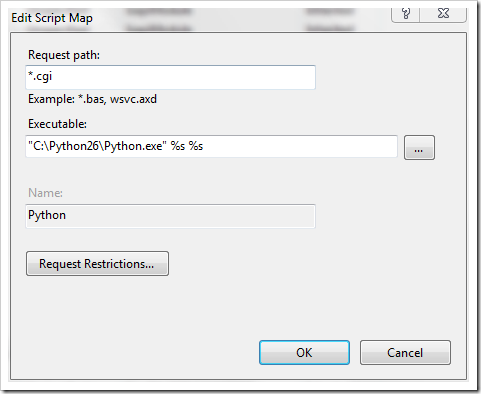 Edit Script Map
Request path:
*.cgi
Example: *.bas, wsvc.axd
Executable:
"C:\Python26\Python.exe" %s %s
...
Name:
Python
Request Restrictions...
OK
Cancel